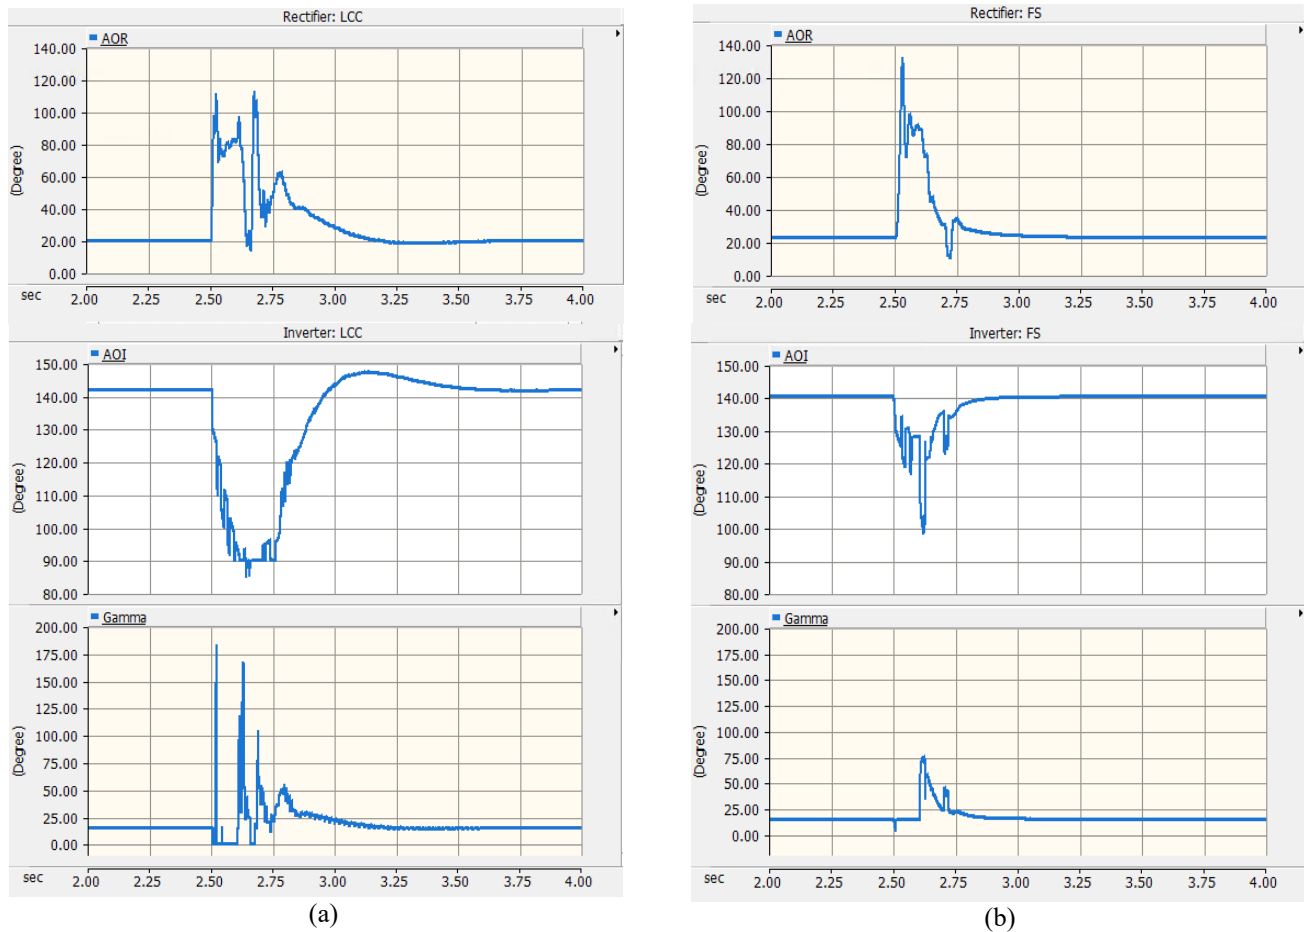 Rectifier: LCC
AOR
140.00
120.00
100.00
80.00
60.00
40.00
20.00
0.00
(Degree)
sec 2.00 2.25 2.50 2.75 3.00 3.25 3.50 3.75 4.00
Inverter: LCC
AOI
150.00
140.00
130.00
120.00
110.00
100.00
90.00
80.00
(Degree)
Gamma
200.00
175.00
150.00
125.00
100.00
75.00
50.00
25.00
0.00
(Degree)
sec 2.00 2.25 2.50 2.75 3.00 3.25 3.50 3.75 4.00
(a)
Rectifier: FS
AOR
140.00
120.00
100.00
80.00
60.00
40.00
20.00
0.00
(Degree)
sec 2.00 2.25 2.50 2.75 3.00 3.25 3.50 3.75 4.00
Inverter: FS
AOI
150.00
140.00
130.00
120.00
110.00
100.00
90.00
80.00
(Degree)
Gamma
200.00
175.00
150.00
125.00
100.00
75.00
50.00
25.00
0.00
(Degree)
sec 2.00 2.25 2.50 2.75 3.00 3.25 3.50 3.75 4.00
(b)